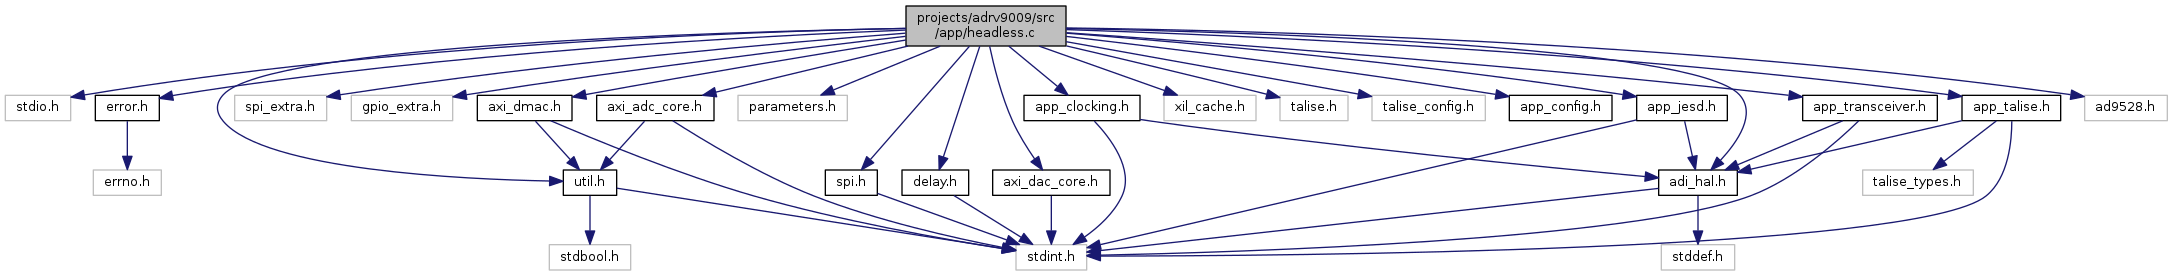 projects/adrv9009/src
/app/headless.c
stdio.h
error.h
spi_extra.h
gpio_extra.h
axi_dmac.h
axi_adc_core.h
parameters.h
app_clocking.h
xil_cache.h
talise.h
talise_config.h
app_config.h
app_jesd.h
app_transceiver.h
app_talise.h
ad9528.h
errno.h
util.h
spi.h
delay.h
axi_dac_core.h
adi_hal.h
talise_types.h
stdbool.h
stdint.h
stddef.h